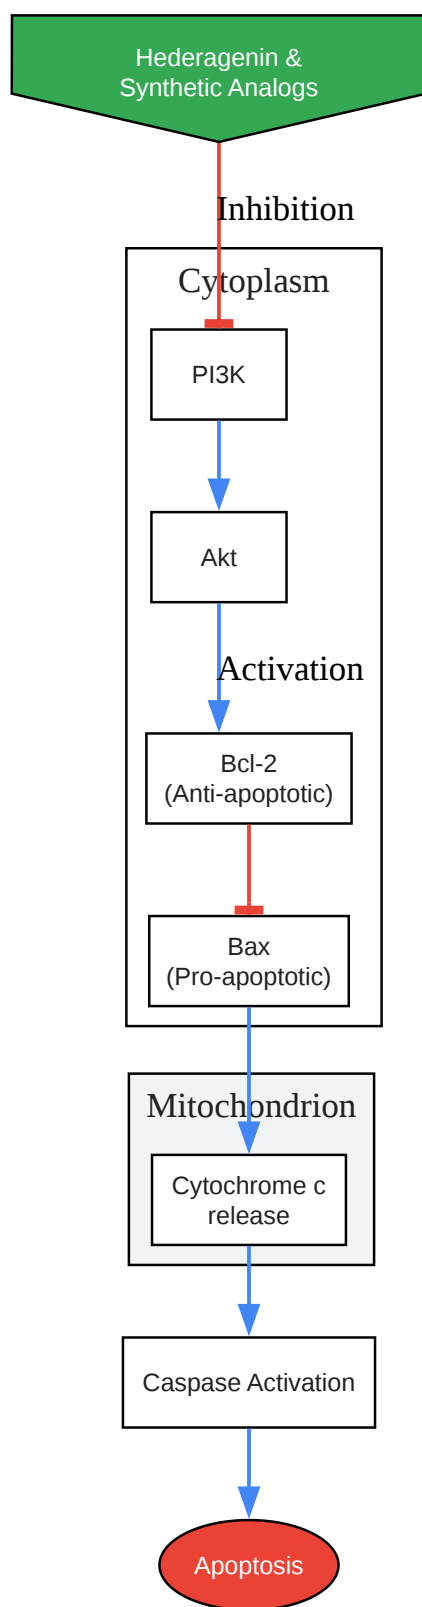 Hederagenin &
Synthetic Analogs
Inhibition
Cytoplasm
PI3K
Akt
Activation
Bcl-2
(Anti-apoptotic)
Bax
(Pro-apoptotic)
Mitochondrion
Cytochrome c
release
Caspase Activation
Apoptosis